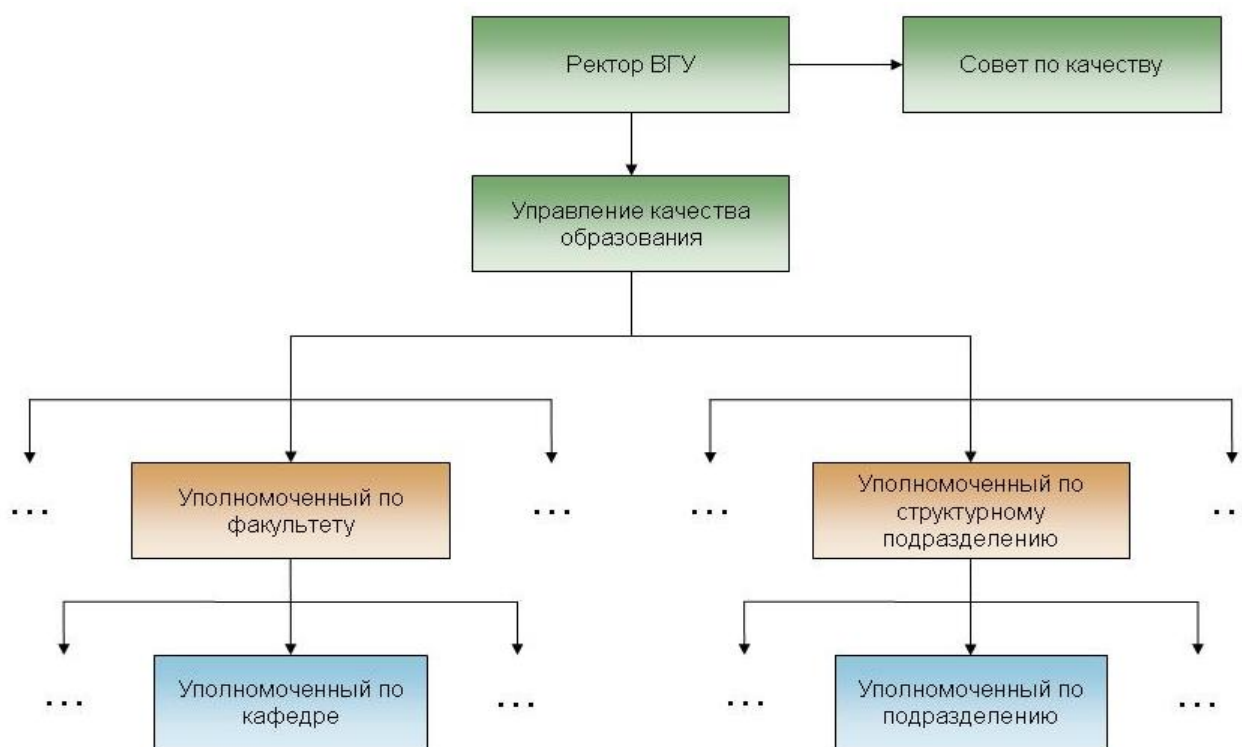 Ректор ВГУ
Совет по качеству
Управление качества
образования
Уполномоченный по
факультету
Уполномоченный по
структурному
подразделению
... ... ... ..
Уполномоченный по
кафедре
Уполномоченный по
подразделению
... ... ... ...